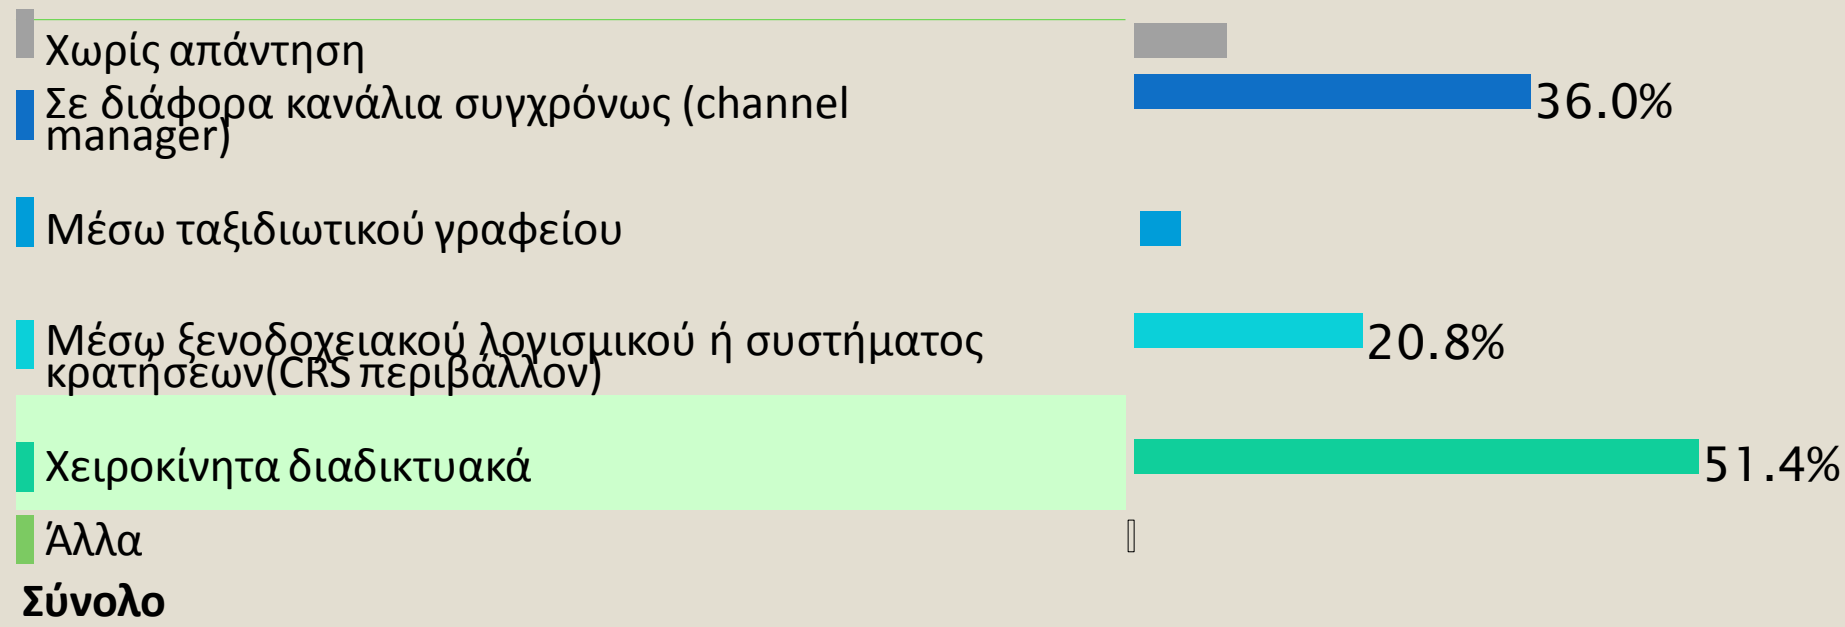 Χωρίς απάντηση
Σε διάφορα κανάλια συγχρόνως (channel
manager)
36.0%
Μέσω ταξιδιωτικού γραφείου
Μέσω ξενοδοχειακού λογισμικού ή συστήματος
κρατήσεων(CRS περιβάλλον)
20.8%
Χειροκίνητα διαδικτυακά
51.4%
Άλλα
Σύνολο